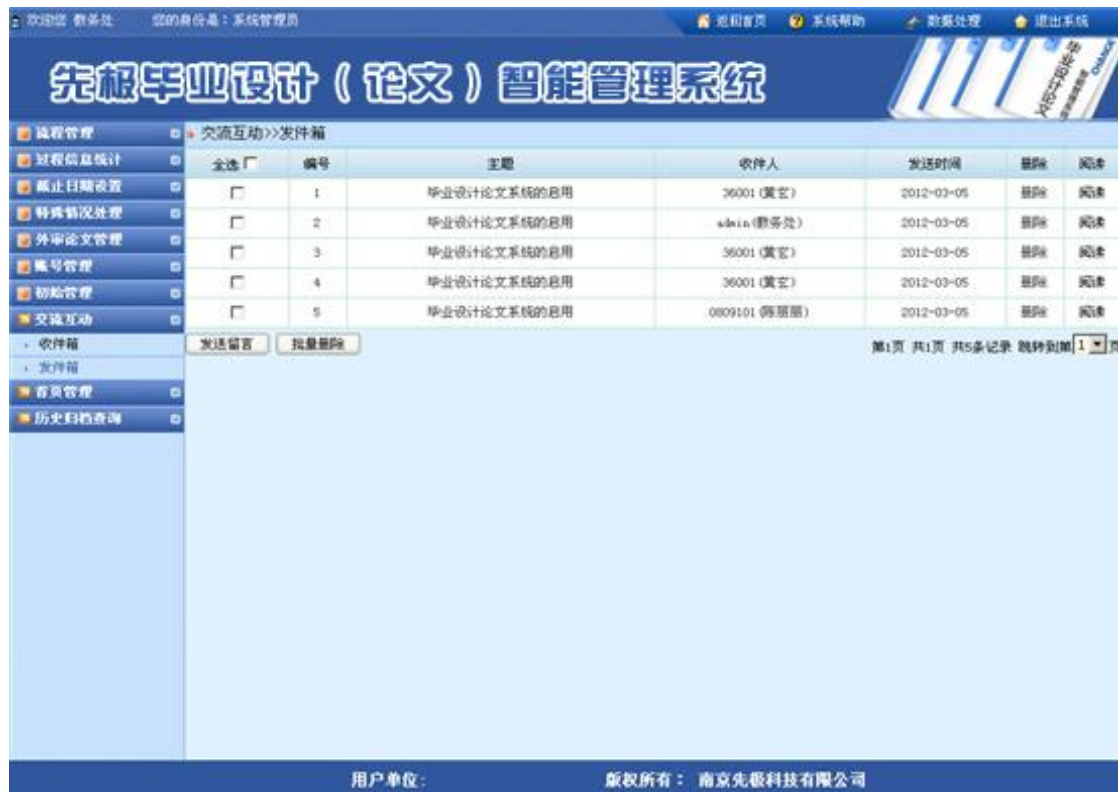 欢迎您 教务处 您的身份是：系统管理员 返回首页 系统帮助 数据处理 退出系统
先极毕业设计（论文）智能管理系统
毕业设计论文
流程管理
过程信息统计
截止日期设置
特殊情况处理
外审论文管理
账号管理
初始管理
交流互动
收件箱
发件箱
首页管理
历史归档查询
交流互动>>发件箱
全选 编号 主题 收件人 发送时间 删除 阅读
1 毕业设计论文系统的启用 36001(黄宏) 2012-03-05 删除 阅读
2 毕业设计论文系统的启用 admin(教务处) 2012-03-05 删除 阅读
3 毕业设计论文系统的启用 36001(黄宏) 2012-03-05 删除 阅读
4 毕业设计论文系统的启用 36001(黄宏) 2012-03-05 删除 阅读
5 毕业设计论文系统的启用 0809101(陈丽丽) 2012-03-05 删除 阅读
发送留言 批量删除 第1页 共1页 共5条记录 跳转到第 1 页
用户单位: 版权所有： 南京先极科技有限公司